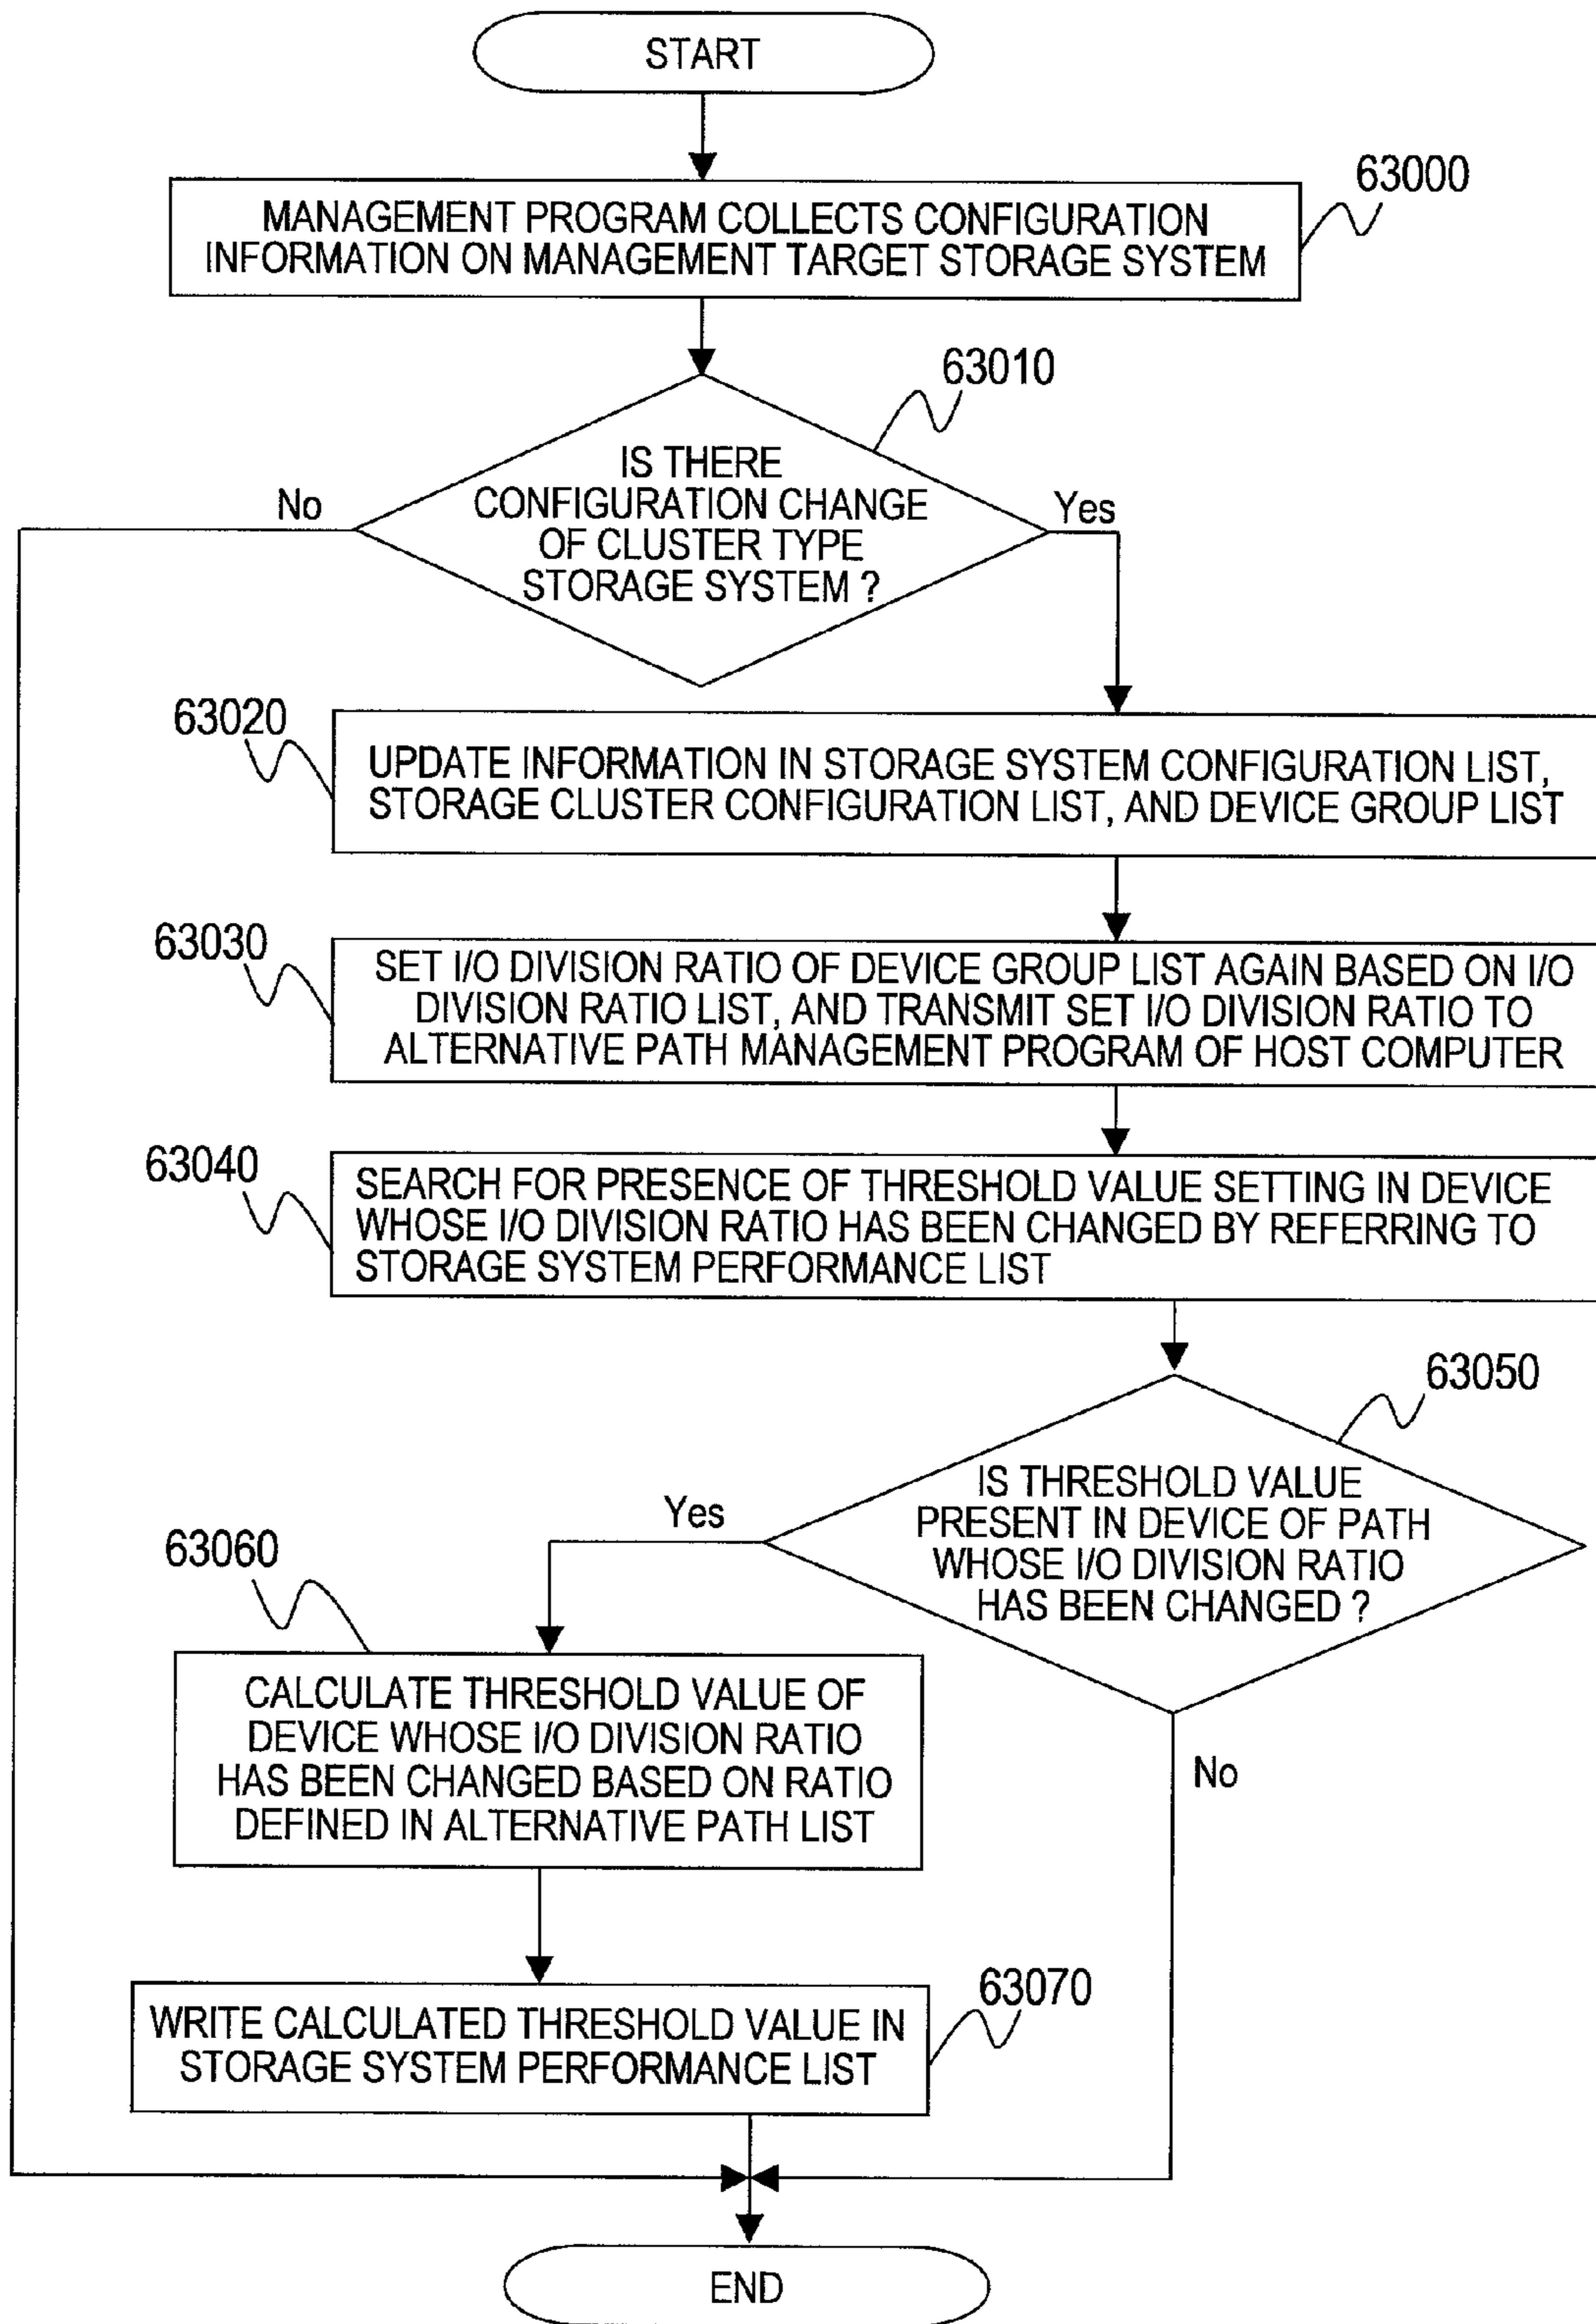 START
63000
MANAGEMENT PROGRAM COLLECTS CONFIGURATION
INFORMATION ON MANAGEMENT TARGET STORAGE SYSTEM
63010
IS THERE
CONFIGURATION CHANGE
OF CLUSTER TYPE
STORAGE SYSTEM ?
No
Yes
63020
UPDATE INFORMATION IN STORAGE SYSTEM CONFIGURATION LIST,
STORAGE CLUSTER CONFIGURATION LIST, AND DEVICE GROUP LIST
63030
SET I/O DIVISION RATIO OF DEVICE GROUP LIST AGAIN BASED ON I/O
DIVISION RATIO LIST, AND TRANSMIT SET I/O DIVISION RATIO TO
ALTERNATIVE PATH MANAGEMENT PROGRAM OF HOST COMPUTER
63040
SEARCH FOR PRESENCE OF THRESHOLD VALUE SETTING IN DEVICE
WHOSE I/O DIVISION RATIO HAS BEEN CHANGED BY REFERRING TO
STORAGE SYSTEM PERFORMANCE LIST
63050
IS THRESHOLD VALUE
PRESENT IN DEVICE OF PATH
WHOSE I/O DIVISION RATIO
HAS BEEN CHANGED ?
Yes
No
63060
CALCULATE THRESHOLD VALUE OF
DEVICE WHOSE I/O DIVISION RATIO
HAS BEEN CHANGED BASED ON RATIO
DEFINED IN ALTERNATIVE PATH LIST
63070
WRITE CALCULATED THRESHOLD VALUE IN
STORAGE SYSTEM PERFORMANCE LIST
END